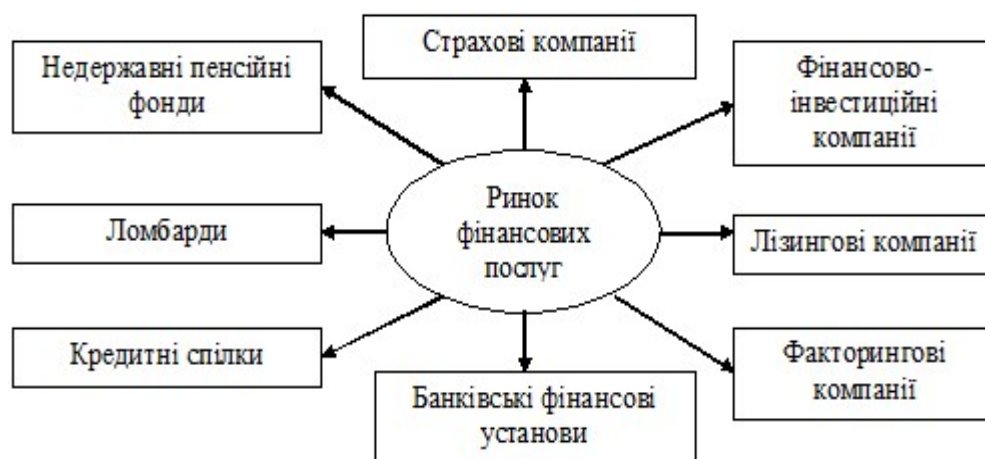 Страхові компанії
Недержавні пенсійні
фонди
Фінансово-
інвестиційні
компанії
Ринок
фінансових
послуг
Ломбарди
Лізингові компанії
Кредитні спілки
Факторингові
компанії
Банківські фінансові
установи